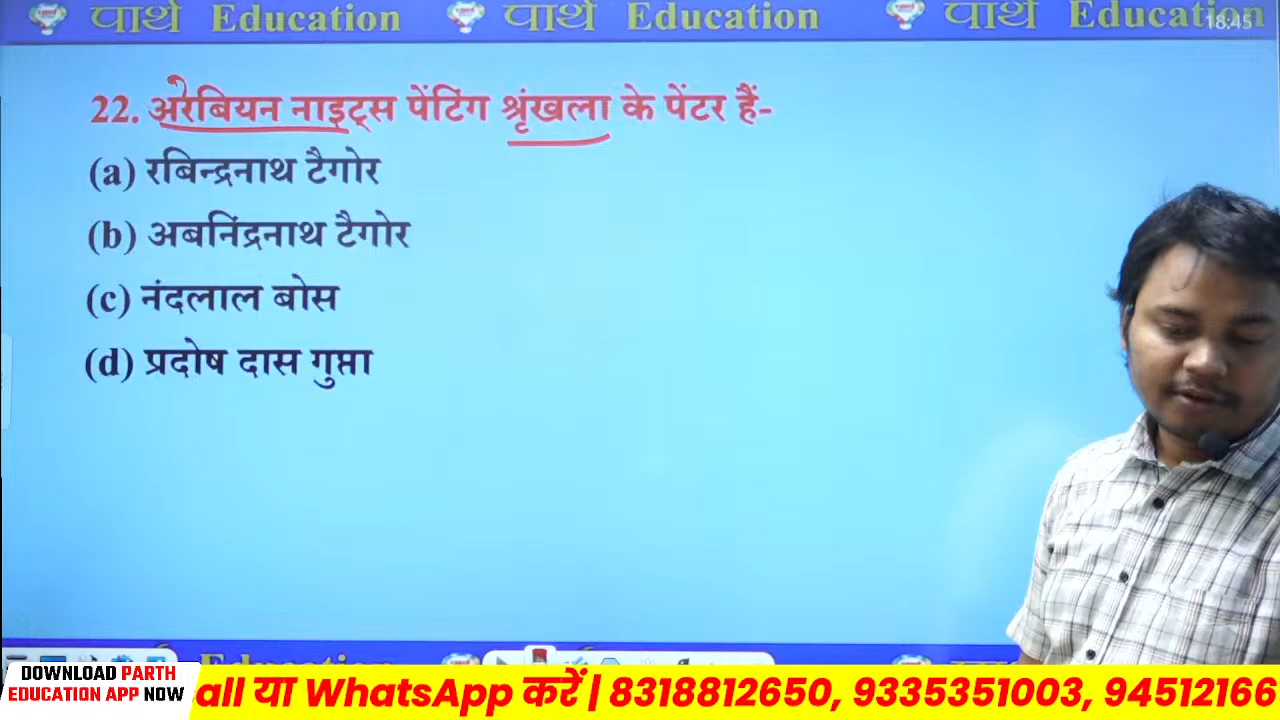 पार्थ Education पार्थ Education पार्थ Education
18:45
22. अरेबियन नाइट्स पेंटिंग श्रृंखला के पेंटर हैं-
(a) रबिन्द्रनाथ टैगोर
(b) अबनिंद्रनाथ टैगोर
(c) नंदलाल बोस
(d) प्रदोष दास गुप्ता
Education
DOWNLOAD PARTH
EDUCATION APP NOW
all या WhatsApp करें | 8318812650, 9335351003, 94512166